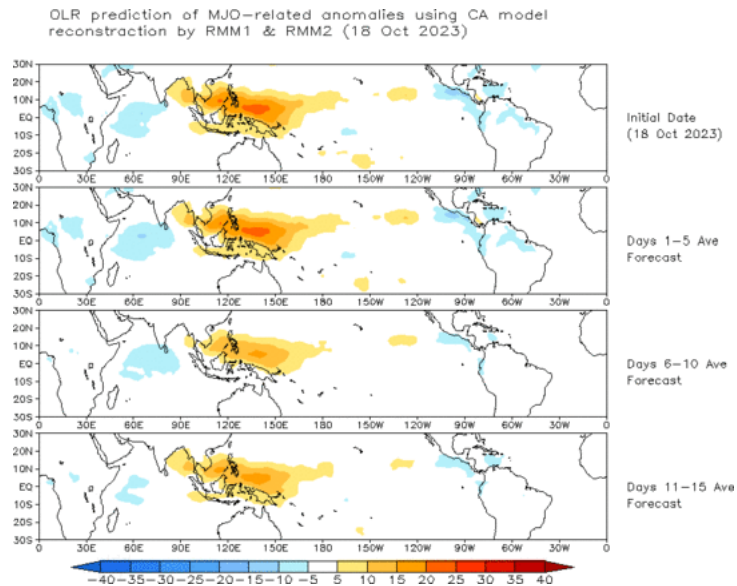 OLR prediction of MJO-related anomalies using CA model
reconstraction by RMM1 & RMM2 (18 Oct 2023)
30N
20N
10N
EQ
10S
20S
30S
0 30E 60E 90E 120E 150E 180 150W 120W 90W 60W 30W 0
Initial Date
(18 Oct 2023)
30N
20N
10N
EQ
10S
20S
30S
0 30E 60E 90E 120E 150E 180 150W 120W 90W 60W 30W 0
Days 1-5 Ave
Forecast
30N
20N
10N
EQ
10S
20S
30S
0 30E 60E 90E 120E 150E 180 150W 120W 90W 60W 30W 0
Days 6-10 Ave
Forecast
30N
20N
10N
EQ
10S
20S
30S
0 30E 60E 90E 120E 150E 180 150W 120W 90W 60W 30W 0
Days 11-15 Ave
Forecast
-40 -35 -30 -25 -20 -15 -10 -5 5 10 15 20 25 30 35 40